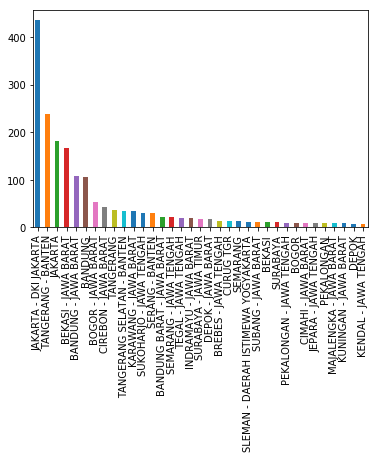 400
300
200
100
0
JAKARTA - DKI JAKARTA
TANGERANG - BANTEN
JAKARTA
BEKASI - JAWA BARAT
BANDUNG - JAWA BARAT
BANDUNG
BOGOR - JAWA BARAT
CIREBON - JAWA BARAT
TANGERANG
TANGERANG SELATAN - BANTEN
KARAWANG - JAWA BARAT
SUKOHARJO - JAWA TENGAH
SERANG - BANTEN
BANDUNG BARAT - JAWA BARAT
SEMARANG - JAWA TENGAH
TEGAL - JAWA TENGAH
INDRAMAYU - JAWA BARAT
SURABAYA - JAWA TIMUR
DEPOK - JAWA BARAT
BREBES - JAWA TENGAH
CURUG TGR
SEMARANG
SLEMAN - DAERAH ISTIMEWA YOGYAKARTA
SUBANG - JAWA BARAT
BEKASI
SURABAYA
PEKALONGAN - JAWA TENGAH
BOGOR
CIMAHI - JAWA BARAT
JEPARA - JAWA TENGAH
PEKALONGAN
MAJALENGKA - JAWA BARAT
KUNINGAN - JAWA BARAT
DEPOK
KENDAL - JAWA TENGAH